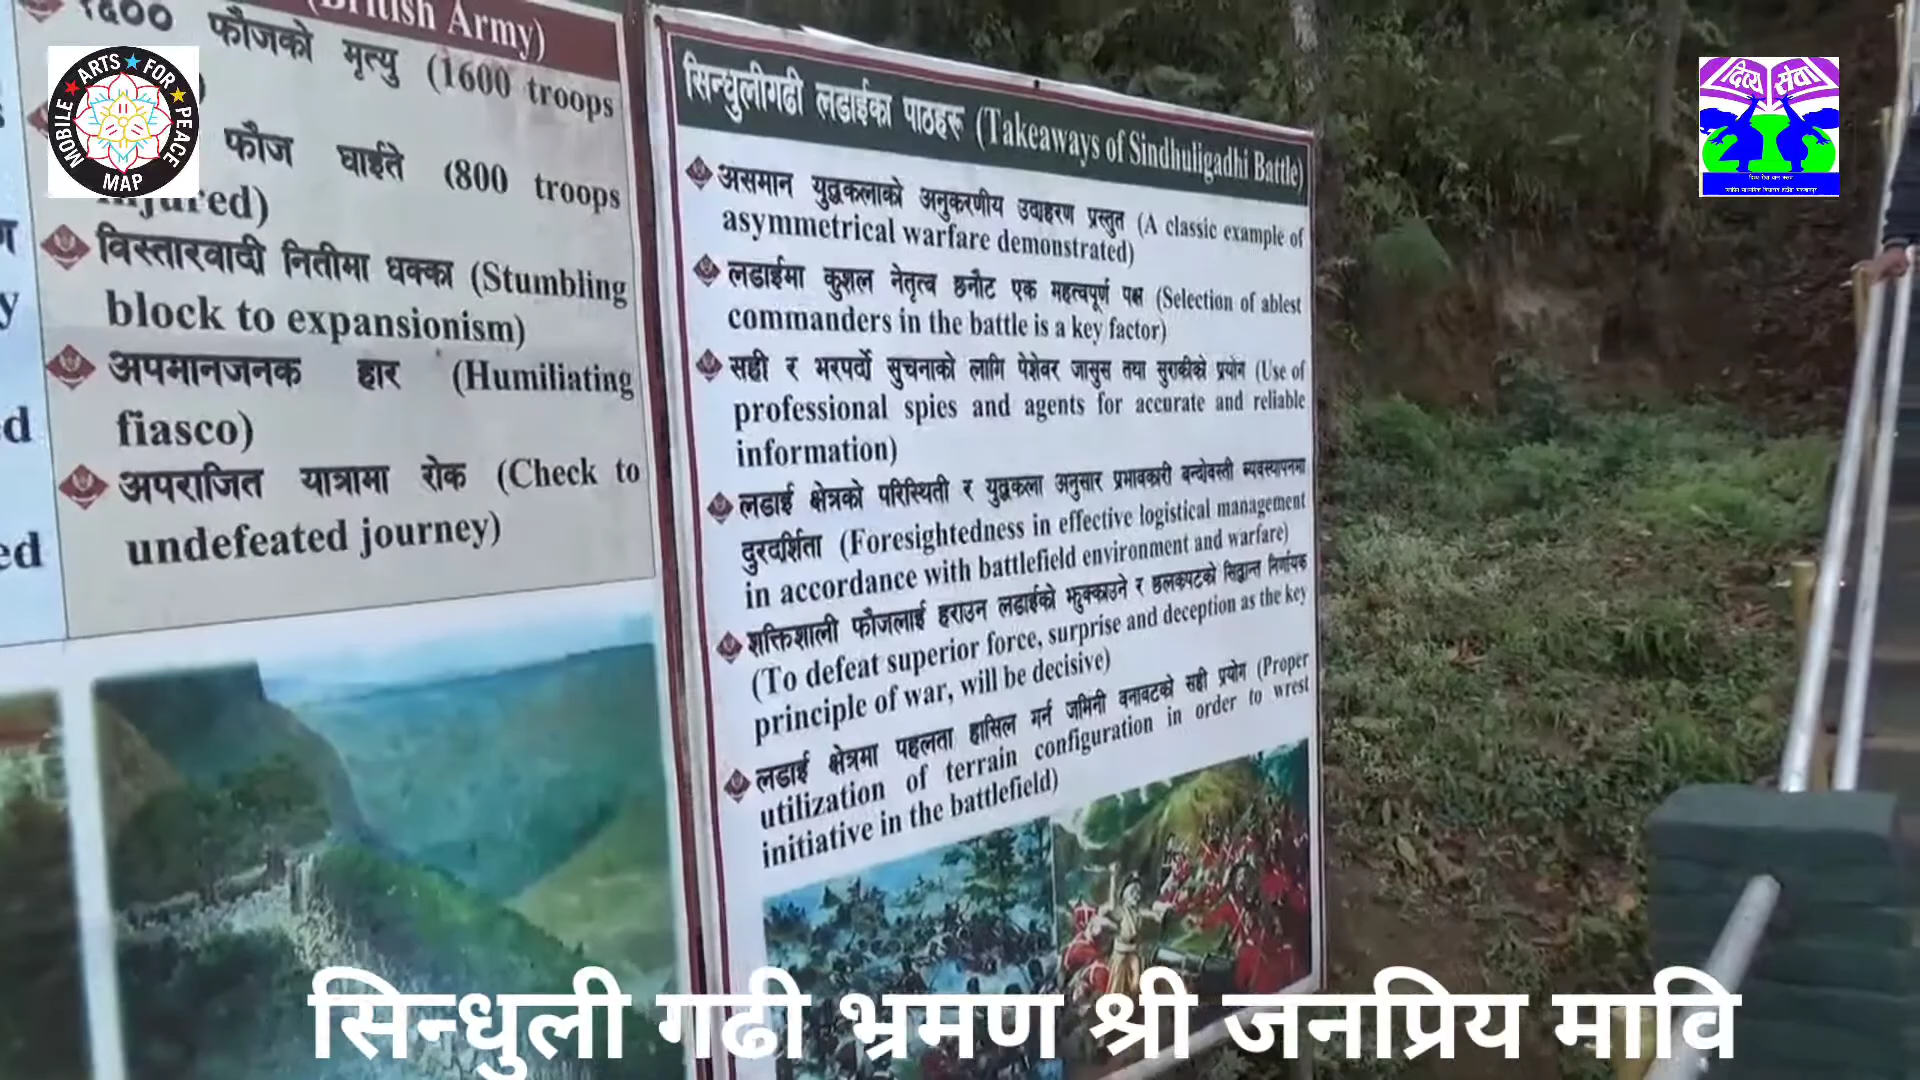 (British Army)
१६०० फौजको मृत्यु (1600 troops
फौज घाईते (800 troops
injured)
विस्तारवादी नितीमा धक्का (Stumbling
block to expansionism)
अपमानजनक हार (Humiliating
fiasco)
अपराजित यात्रामा रोक (Check to
undefeated journey)
सिन्धुलीगढी लडाईका पाठहरू (Takeaways of Sindhuligadhi Battle)
असमान युद्धकलाको अनुकरणीय उदाहरण प्रस्तुत (A classic example of
asymmetrical warfare demonstrated)
लडाईमा कुशल नेतृत्व छनौट एक महत्वपूर्ण पक्ष (Selection of ablest
commanders in the battle is a key factor)
सही र भरपर्दो सुचनाको लागि पेशेवर जासुस तथा सुराकीको प्रयोग (Use of
professional spies and agents for accurate and reliable
information)
लडाई क्षेत्रको परिस्थिती र युद्धकला अनुसार प्रभावकारी बन्दोवस्ती ब्यवस्थापनमा
दुरदर्शिता (Foresightedness in effective logistical management
in accordance with battlefield environment and warfare)
शक्तिशाली फौजलाई हराउन लडाईको झुक्काउने र छलकपटको सिद्धान्त निर्णायक
(To defeat superior force, surprise and deception as the key
principle of war, will be decisive)
लडाई क्षेत्रमा पहलता हासिल गर्न जमिनी वनावटको सही प्रयोग (Proper
utilization of terrain configuration in order to wrest
initiative in the battlefield)
MOBILE ARTS FOR PEACE
MAP
दिव्य सेवा
सिन्धुली गढी भ्रमण श्री जनप्रिय मावि